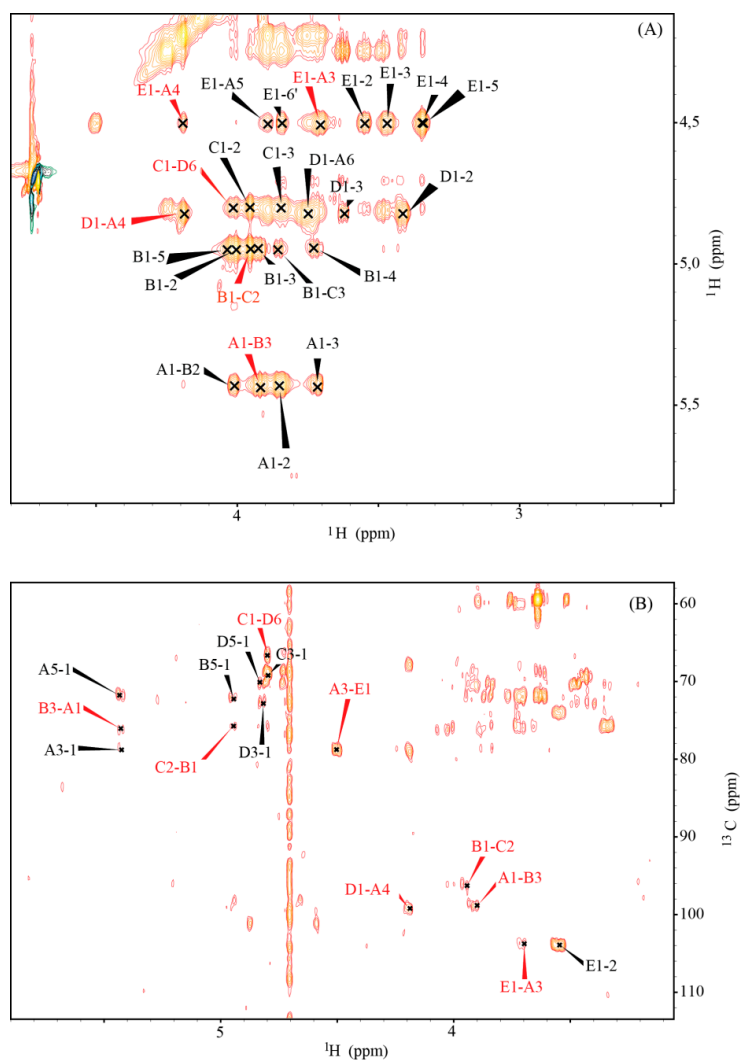 (A)
E1-A4
E1-A5
E1-6'
E1-A3
E1-2
E1-3
E1-4
E1-5
4,5
C1-2
C1-3
C1-D6
D1-A6
D1-3
D1-2
D1-A4
B1-5
B1-2
B1-C2
B1-3
B1-C3
B1-4
5,0
A1-B2
A1-B3
A1-2
A1-3
5,5
¹H (ppm)
4
3
¹H (ppm)
(B)
60
C1-D6
D5-1
C3-1
A5-1
B5-1
70
B3-A1
A3-E1
A3-1
C2-B1
D3-1
80
90
B1-C2
D1-A4
A1-B3
100
E1-A3
E1-2
110
¹³C (ppm)
5
4
¹H (ppm)